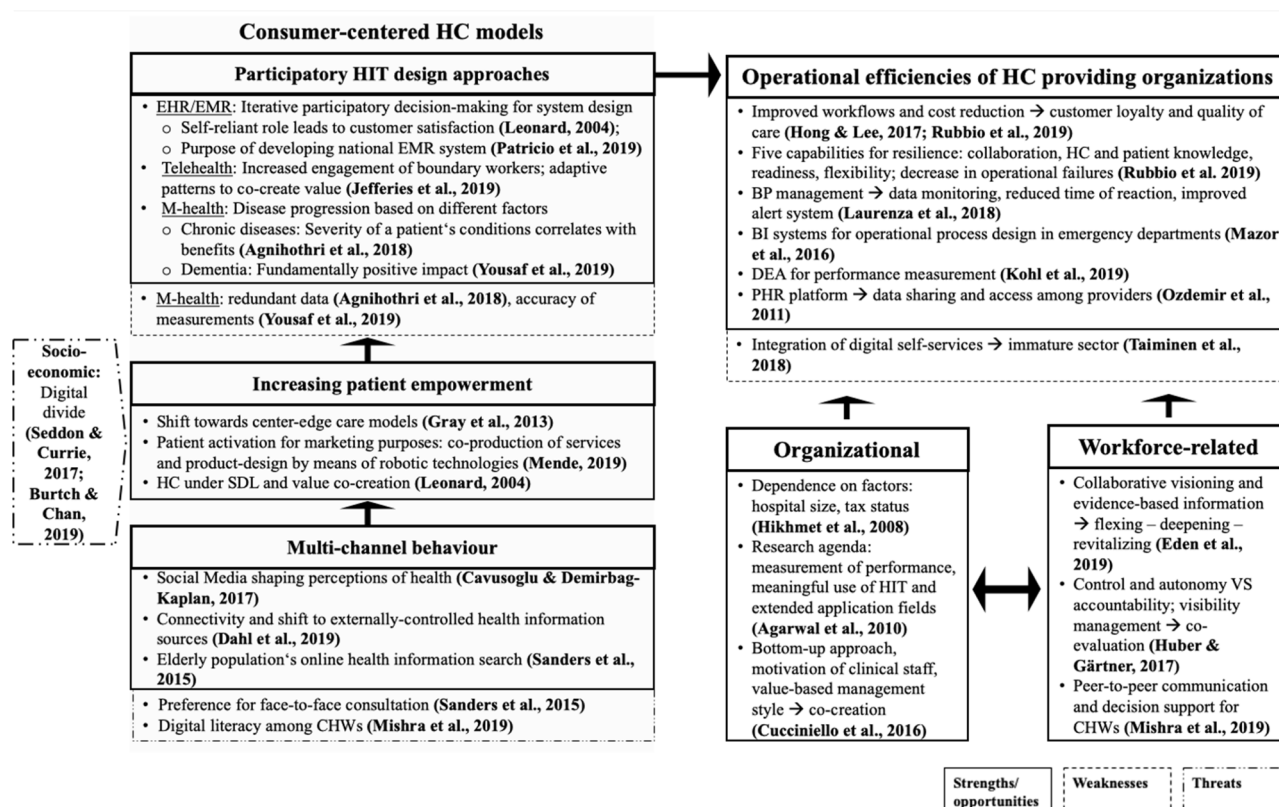 Consumer-centered HC models
Participatory HIT design approaches
• EHR/EMR: Iterative participatory decision-making for system design
o Self-reliant role leads to customer satisfaction (Leonard, 2004);
o Purpose of developing national EMR system (Patricio et al., 2019)
• Telehealth: Increased engagement of boundary workers; adaptive
patterns to co-create value (Jefferies et al., 2019)
• M-health: Disease progression based on different factors
o Chronic diseases: Severity of a patient‘s conditions correlates with
benefits (Agnihothri et al., 2018)
o Dementia: Fundamentally positive impact (Yousaf et al., 2019)
• M-health: redundant data (Agnihothri et al., 2018), accuracy of
measurements (Yousaf et al., 2019)
Socio-
economic:
Digital
divide
(Seddon &
Currie,
2017;
Burtch &
Chan,
2019)
Increasing patient empowerment
• Shift towards center-edge care models (Gray et al., 2013)
• Patient activation for marketing purposes: co-production of services
and product-design by means of robotic technologies (Mende, 2019)
• HC under SDL and value co-creation (Leonard, 2004)
Multi-channel behaviour
• Social Media shaping perceptions of health (Cavusoglu & Demirbag-
Kaplan, 2017)
• Connectivity and shift to externally-controlled health information
sources (Dahl et al., 2019)
• Elderly population‘s online health information search (Sanders et al.,
2015)
• Preference for face-to-face consultation (Sanders et al., 2015)
• Digital literacy among CHWs (Mishra et al., 2019)
Operational efficiencies of HC providing organizations
• Improved workflows and cost reduction → customer loyalty and quality of
care (Hong & Lee, 2017; Rubbio et al., 2019)
• Five capabilities for resilience: collaboration, HC and patient knowledge,
readiness, flexibility; decrease in operational failures (Rubbio et al. 2019)
• BP management → data monitoring, reduced time of reaction, improved
alert system (Laurenza et al., 2018)
• BI systems for operational process design in emergency departments (Mazor
et al., 2016)
• DEA for performance measurement (Kohl et al., 2019)
• PHR platform → data sharing and access among providers (Ozdemir et al.,
2011)
• Integration of digital self-services → immature sector (Taiminen et al.,
2018)
Organizational
• Dependence on factors:
hospital size, tax status
(Hikhmet et al., 2008)
• Research agenda:
measurement of performance,
meaningful use of HIT and
extended application fields
(Agarwal et al., 2010)
• Bottom-up approach,
motivation of clinical staff,
value-based management
style → co-creation
(Cucciniello et al., 2016)
Workforce-related
• Collaborative visioning and
evidence-based information
→ flexing – deepening –
revitalizing (Eden et al.,
2019)
• Control and autonomy VS
accountability; visibility
management → co-
evaluation (Huber &
Gärtner, 2017)
• Peer-to-peer communication
and decision support for
CHWs (Mishra et al., 2019)
Strengths/
opportunities
Weaknesses
Threats